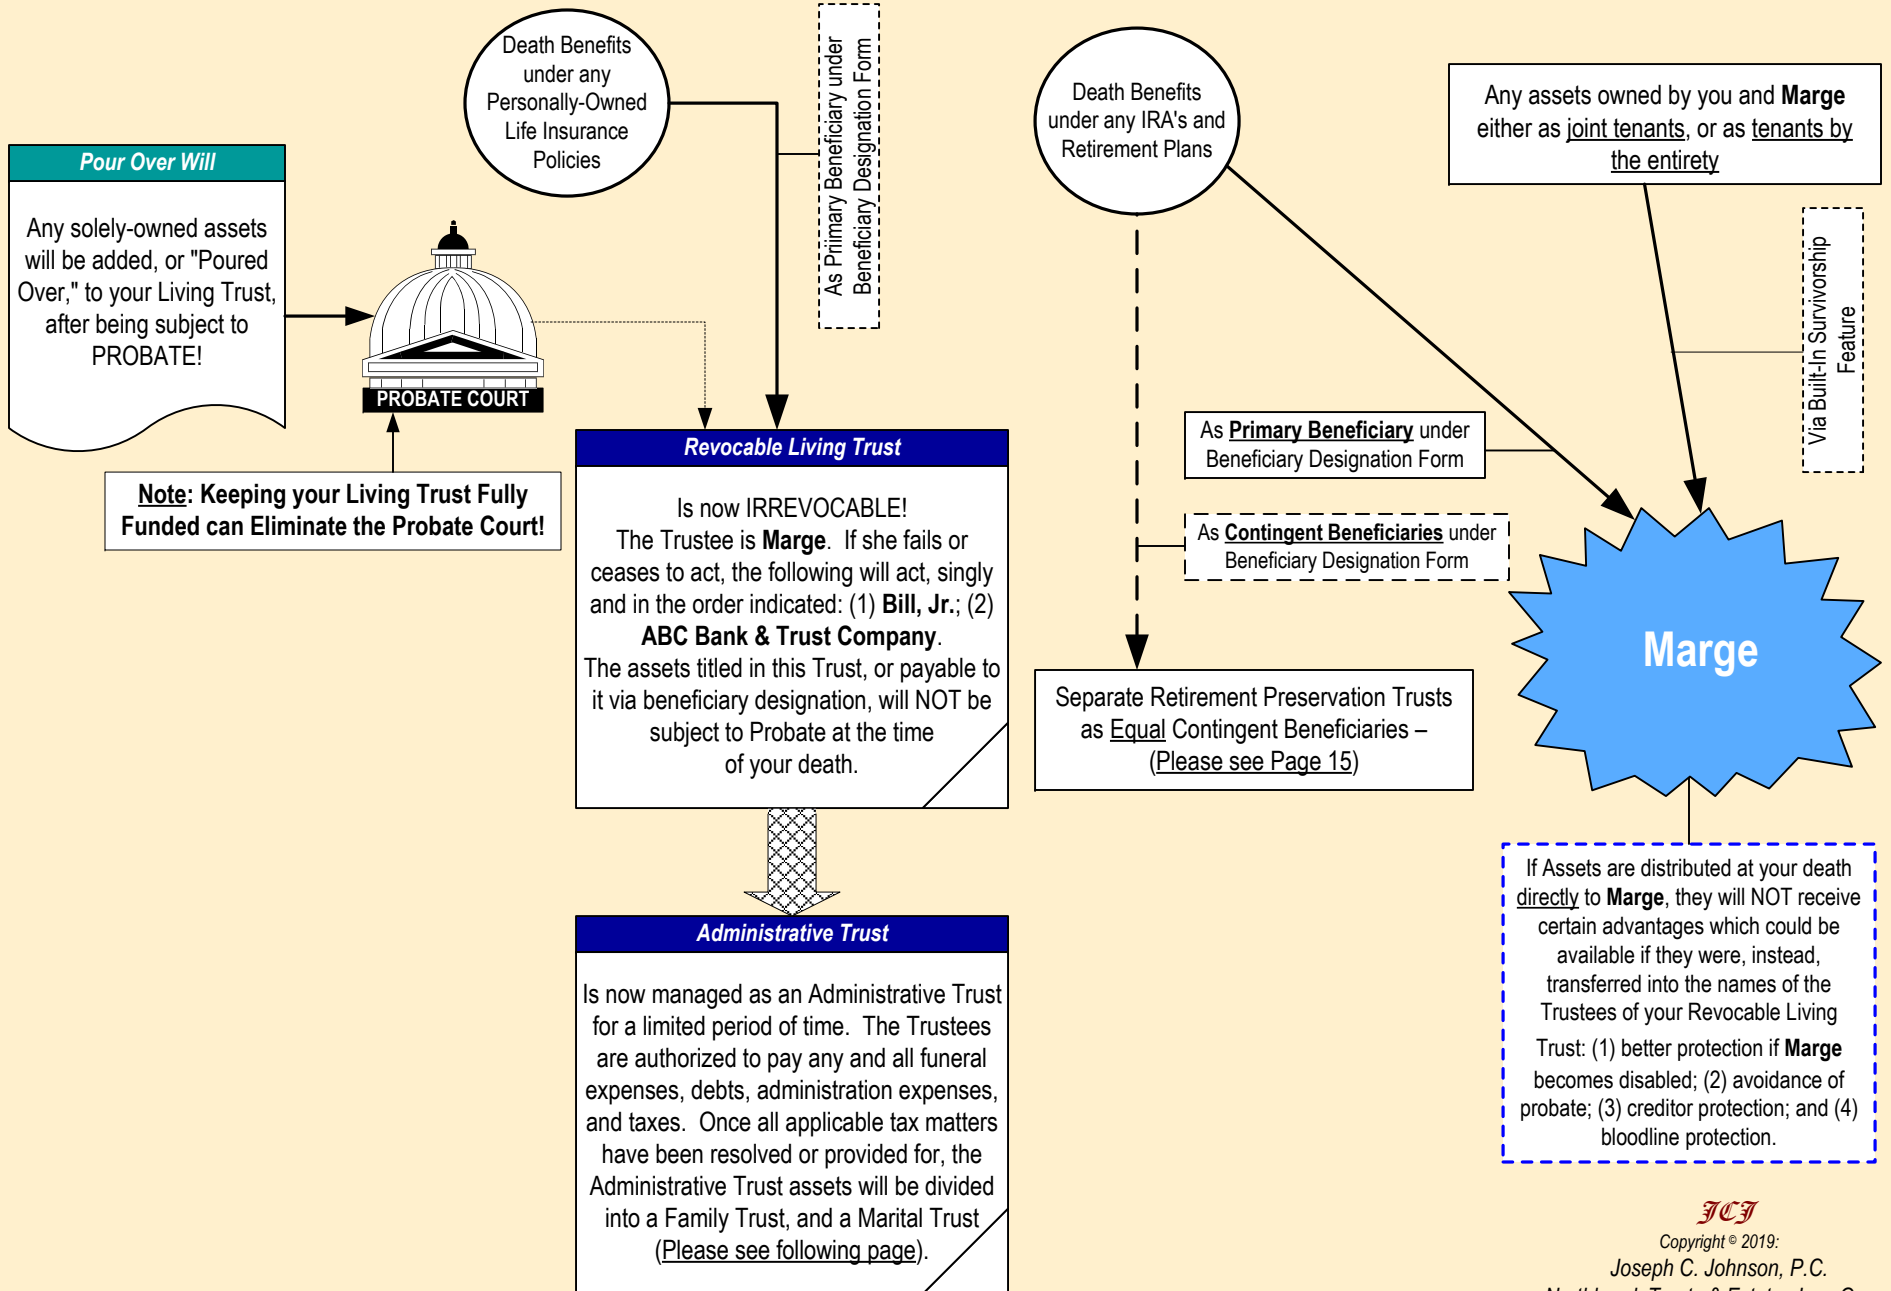 Pour Over Will
Any solely-owned assets
will be added, or "Poured
Over," to your Living Trust,
after being subject to
PROBATE!
PROBATE COURT
Note: Keeping your Living Trust Fully
Funded can Eliminate the Probate Court!
Death Benefits
under any
Personally-Owned
Life Insurance
Policies
As Primary Beneficiary under
Beneficiary Designation Form
Revocable Living Trust
Is now IRREVOCABLE!
The Trustee is Marge. If she fails or
ceases to act, the following will act, singly
and in the order indicated: (1) Bill, Jr.; (2)
ABC Bank & Trust Company.
The assets titled in this Trust, or payable to
it via beneficiary designation, will NOT be
subject to Probate at the time
of your death.
Administrative Trust
Is now managed as an Administrative Trust
for a limited period of time. The Trustees
are authorized to pay any and all funeral
expenses, debts, administration expenses,
and taxes. Once all applicable tax matters
have been resolved or provided for, the
Administrative Trust assets will be divided
into a Family Trust, and a Marital Trust
(Please see following page).
Death Benefits
under any IRA's and
Retirement Plans
As Primary Beneficiary under
Beneficiary Designation Form
As Contingent Beneficiaries under
Beneficiary Designation Form
Separate Retirement Preservation Trusts
as Equal Contingent Beneficiaries –
(Please see Page 15)
Any assets owned by you and Marge
either as joint tenants, or as tenants by
the entirety
Via Built-In Survivorship
Feature
Marge
If Assets are distributed at your death
directly to Marge, they will NOT receive
certain advantages which could be
available if they were, instead,
transferred into the names of the
Trustees of your Revocable Living
Trust: (1) better protection if Marge
becomes disabled; (2) avoidance of
probate; (3) creditor protection; and (4)
bloodline protection.
JCJ
Copyright © 2019:
Joseph C. Johnson, P.C.